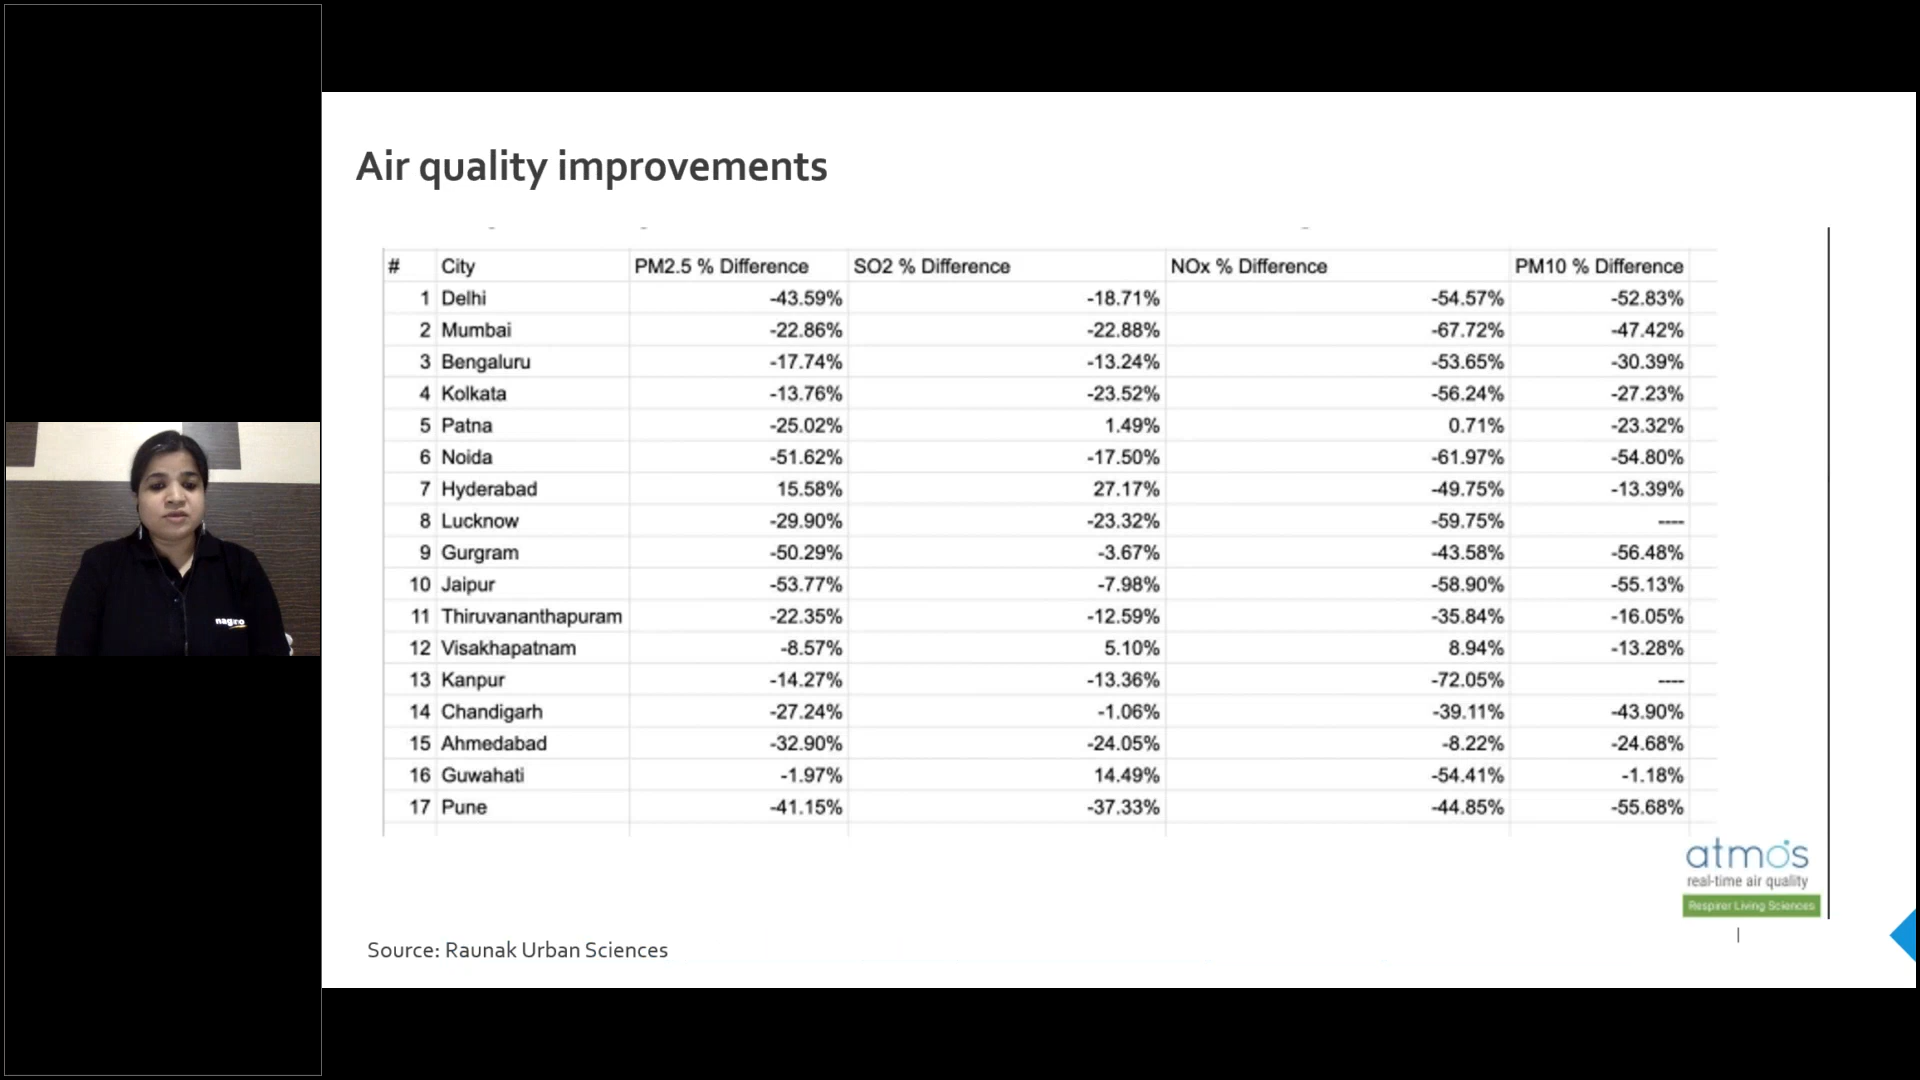 Air quality improvements
# City PM2.5 % Difference SO2 % Difference NOx % Difference PM10 % Difference
1 Delhi -43.59% -18.71% -54.57% -52.83%
2 Mumbai -22.86% -22.88% -67.72% -47.42%
3 Bengaluru -17.74% -13.24% -53.65% -30.39%
4 Kolkata -13.76% -23.52% -56.24% -27.23%
5 Patna -25.02% 1.49% 0.71% -23.32%
6 Noida -51.62% -17.50% -61.97% -54.80%
7 Hyderabad 15.58% 27.17% -49.75% -13.39%
8 Lucknow -29.90% -23.32% -59.75% ----
9 Gurgram -50.29% -3.67% -43.58% -56.48%
10 Jaipur -53.77% -7.98% -58.90% -55.13%
11 Thiruvananthapuram -22.35% -12.59% -35.84% -16.05%
12 Visakhapatnam -8.57% 5.10% 8.94% -13.28%
13 Kanpur -14.27% -13.36% -72.05% ----
14 Chandigarh -27.24% -1.06% -39.11% -43.90%
15 Ahmedabad -32.90% -24.05% -8.22% -24.68%
16 Guwahati -1.97% 14.49% -54.41% -1.18%
17 Pune -41.15% -37.33% -44.85% -55.68%
atmos
real-time air quality
Respirer Living Sciences
Source: Raunak Urban Sciences
nagarro